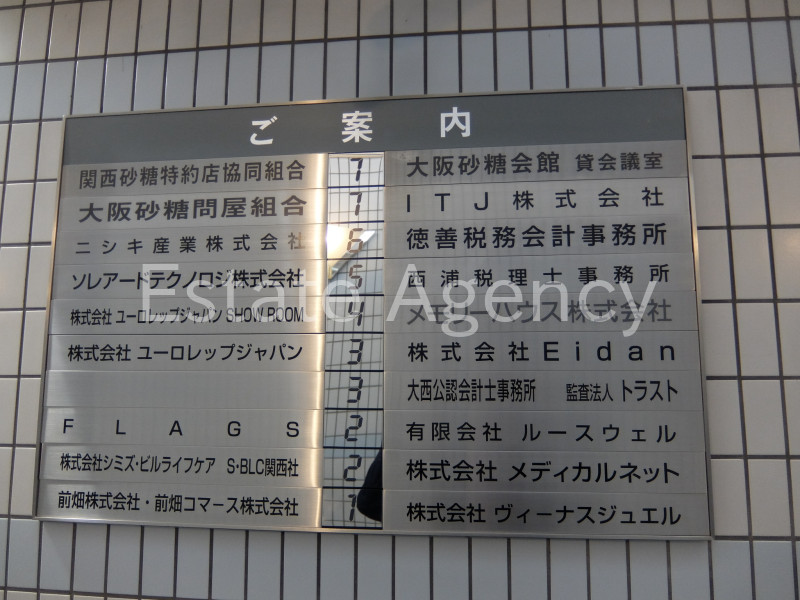 ご案内
関西砂糖特約店協同組合 7 大阪砂糖会館 貸会議室
大阪砂糖問屋組合 7 ITJ株式会社
ニシキ産業株式会社 6 徳善税務会計事務所
ソレアードテクノロジ株式会社 5 西浦税理士事務所
株式会社 ユーロレップジャパン SHOW ROOM 4 メモリーハウス株式会社
株式会社 ユーロレップジャパン 3 株式会社Eidan
3 大西公認会計士事務所 監査法人 トラスト
FLAGS 2 有限会社 ルースウェル
株式会社シミズ・ビルライフケア S・BLC関西社 2 株式会社 メディカルネット
前畑株式会社・前畑コマース株式会社 1 株式会社 ヴィーナスジュエル
Estate Agency